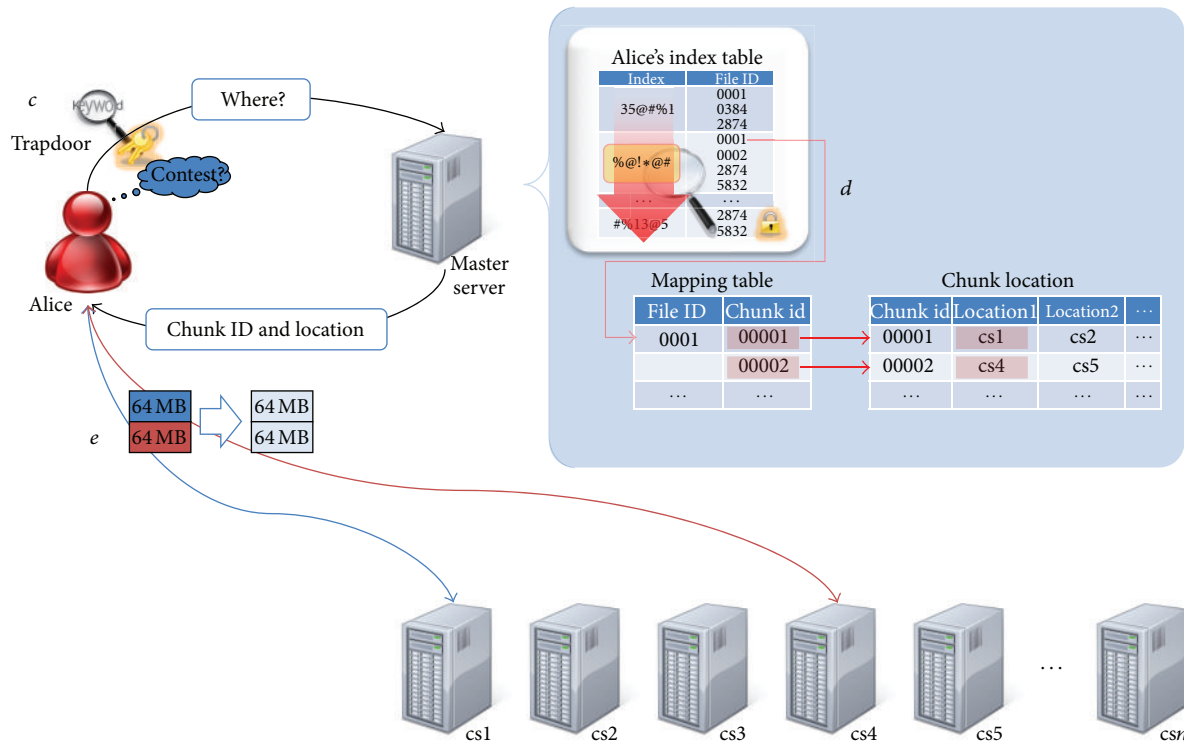 c
KEYWORD
Trapdoor
Where?
Contest?
Alice
Master
server
Chunk ID and location
Alice's index table
Index File ID
35@#%1
0001
0384
2874
%@!*@#
0001
0002
2874
5832
... ...
#%13@5
2874
5832
d
Mapping table
File ID Chunk id
0001 00001
00002
... ...
Chunk location
Chunk id Location1 Location2 ...
00001 cs1 cs2 ...
00002 cs4 cs5 ...
... ... ... ...
e
64 MB 64 MB
64 MB 64 MB
cs1 cs2 cs3 cs4 cs5 ... csn